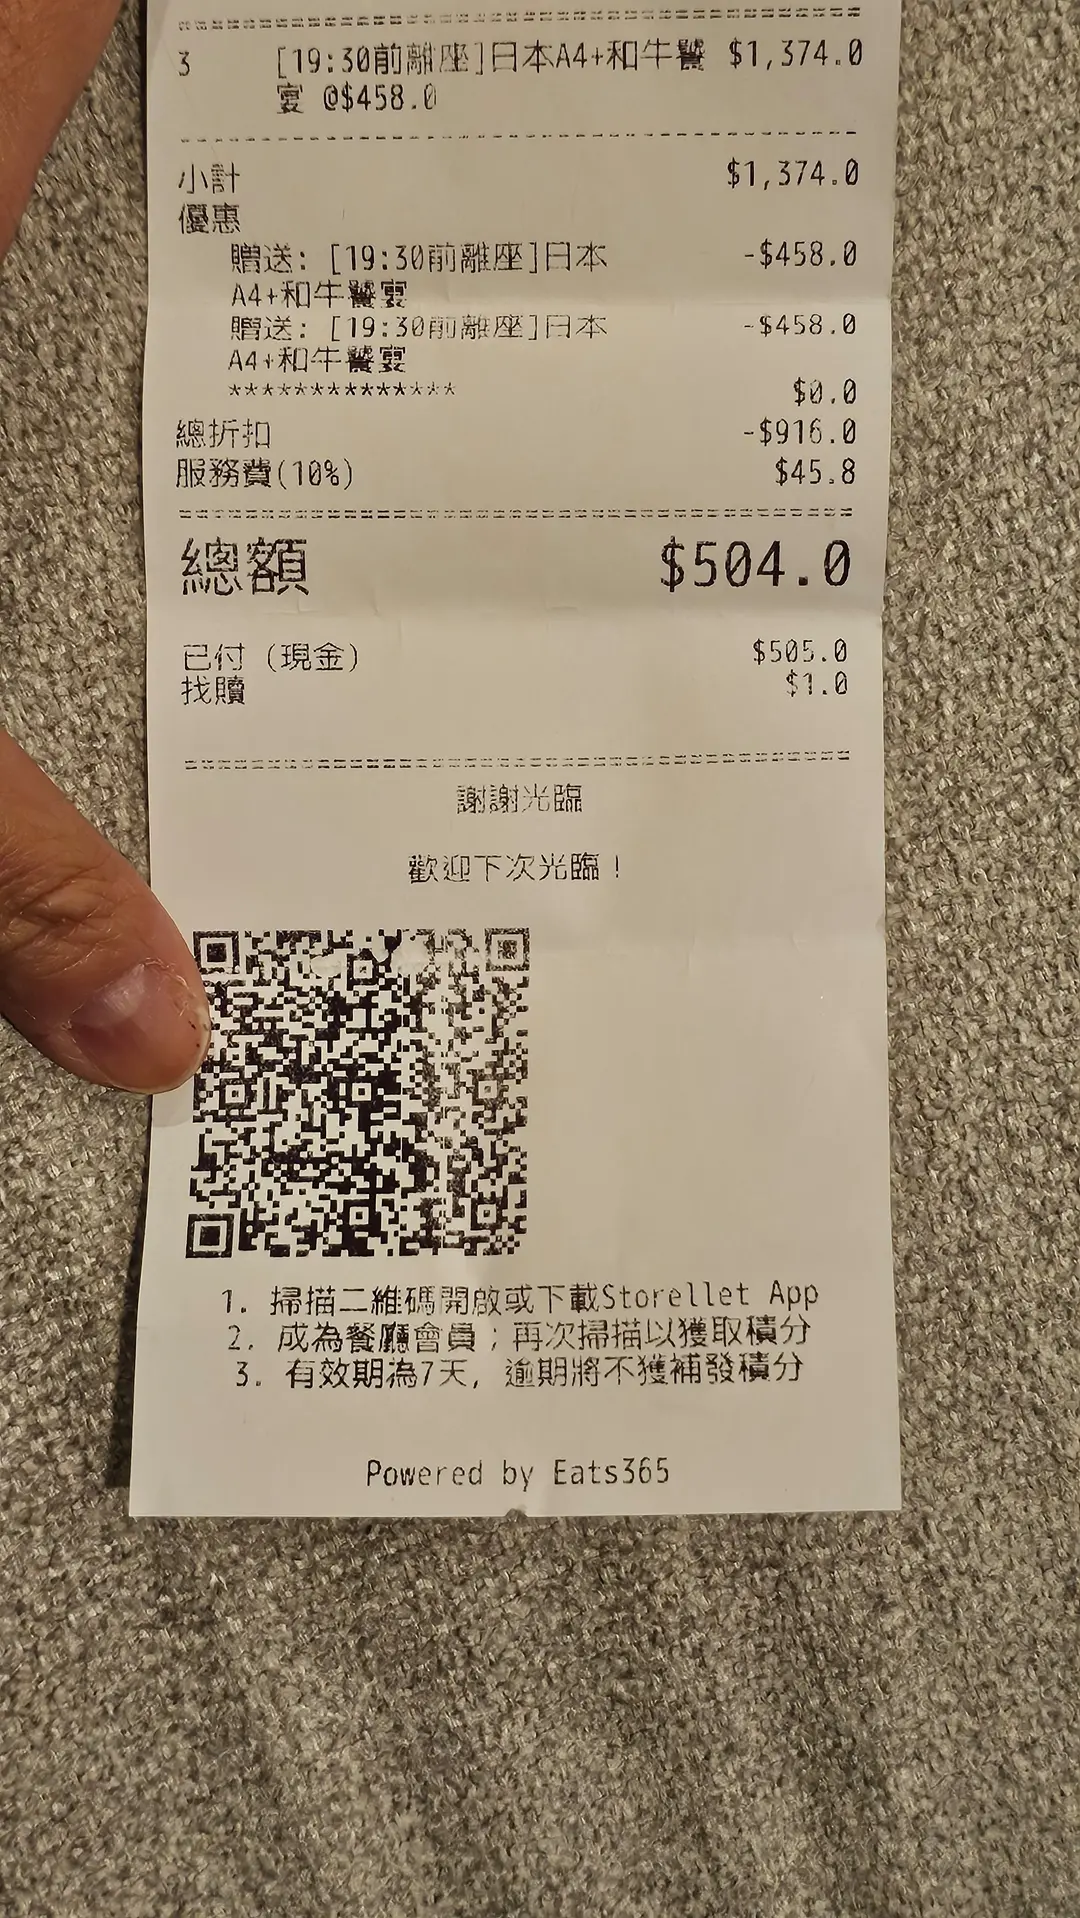 3 [19:30前離座]日本A4+和牛饗 $1,374.0
宴 @$458.0
小計 $1,374.0
優惠
贈送: [19:30前離座]日本 -$458.0
A4+和牛饗宴
贈送: [19:30前離座]日本 -$458.0
A4+和牛饗宴
************** $0.0
總折扣 -$916.0
服務費(10%) $45.8
總額 $504.0
已付 (現金) $505.0
找贖 $1.0
謝謝光臨
歡迎下次光臨!
1. 掃描二維碼開啟或下載Storellet App
2. 成為餐廳會員;再次掃描以獲取積分
3. 有效期為7天, 逾期將不獲補發積分
Powered by Eats365